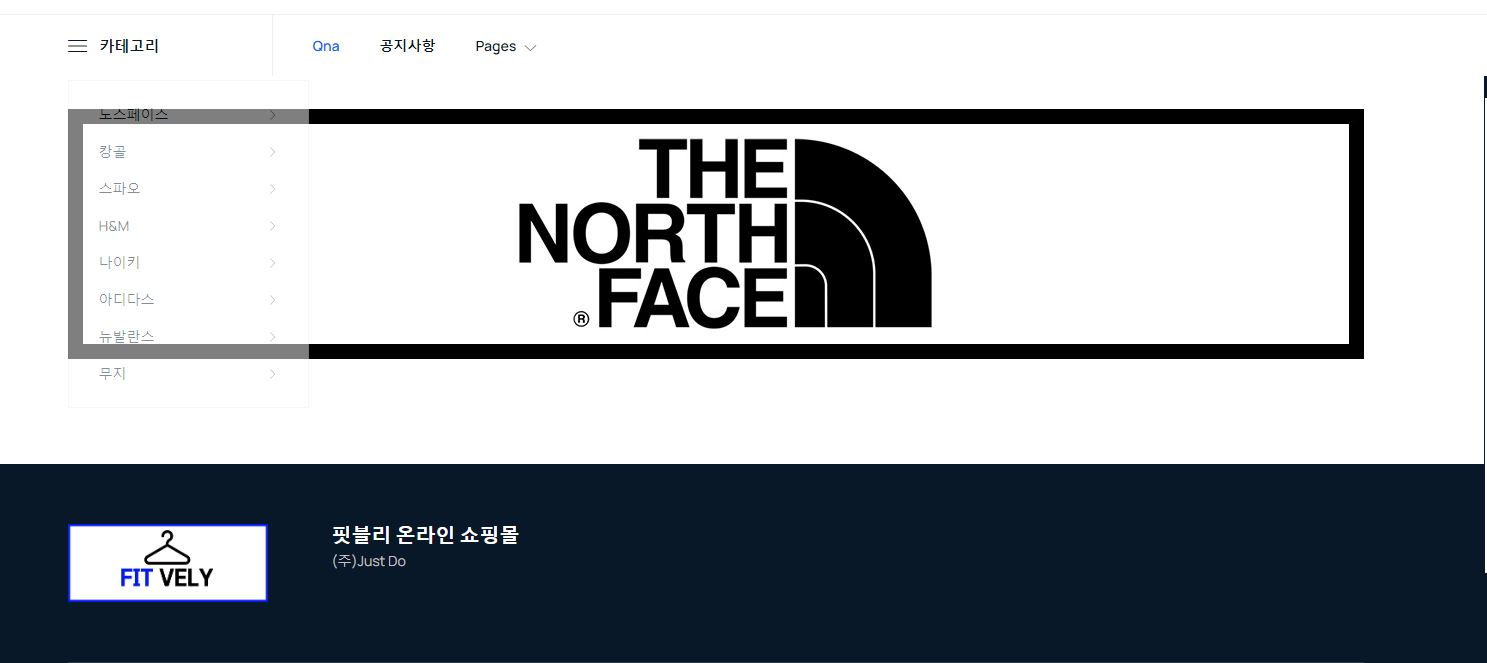 카테고리
Qna
공지사항
Pages
노스페이스
캉골
스파오
H&M
나이키
아디다스
뉴발란스
무지
THE
NORTH
FACE
®
FIT VELY
핏블리 온라인 쇼핑몰
(주)Just Do